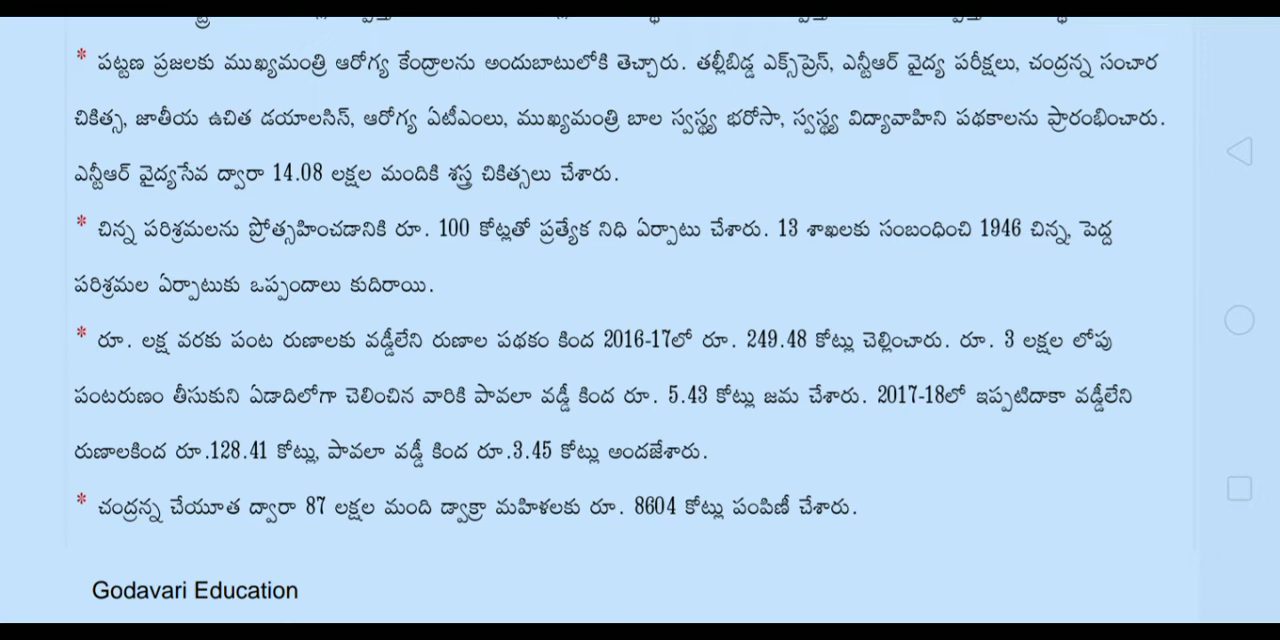 * పట్టణ ప్రజలకు ముఖ్యమంత్రి ఆరోగ్య కేంద్రాలను అందుబాటులోకి తెచ్చారు. తల్లీబిడ్డ ఎక్స్‌ప్రెస్, ఎన్టీఆర్ వైద్య పరీక్షలు, చంద్రన్న సంచార
చికిత్స, జాతీయ ఉచిత డయాలసిస్, ఆరోగ్య ఏటీఎంలు, ముఖ్యమంత్రి బాల స్వస్థ్య భరోసా, స్వస్థ్య విద్యావాహిని పథకాలను ప్రారంభించారు.
ఎన్టీఆర్ వైద్యసేవ ద్వారా 14.08 లక్షల మందికి శస్త్ర చికిత్సలు చేశారు.
* చిన్న పరిశ్రమలను ప్రోత్సహించడానికి రూ. 100 కోట్లతో ప్రత్యేక నిధి ఏర్పాటు చేశారు. 13 శాఖలకు సంబంధించి 1946 చిన్న, పెద్ద
పరిశ్రమల ఏర్పాటుకు ఒప్పందాలు కుదిరాయి.
* రూ. లక్ష వరకు పంట రుణాలకు వడ్డీలేని రుణాల పథకం కింద 2016-17లో రూ. 249.48 కోట్లు చెల్లించారు. రూ. 3 లక్షల లోపు
పంటరుణం తీసుకుని ఏడాదిలోగా చెలించిన వారికి పావలా వడ్డీ కింద రూ. 5.43 కోట్లు జమ చేశారు. 2017-18లో ఇప్పటిదాకా వడ్డీలేని
రుణాలకింద రూ.128.41 కోట్లు, పావలా వడ్డీ కింద రూ.3.45 కోట్లు అందజేశారు.
* చంద్రన్న చేయూత ద్వారా 87 లక్షల మంది డ్వాక్రా మహిళలకు రూ. 8604 కోట్లు పంపిణీ చేశారు.
Godavari Education